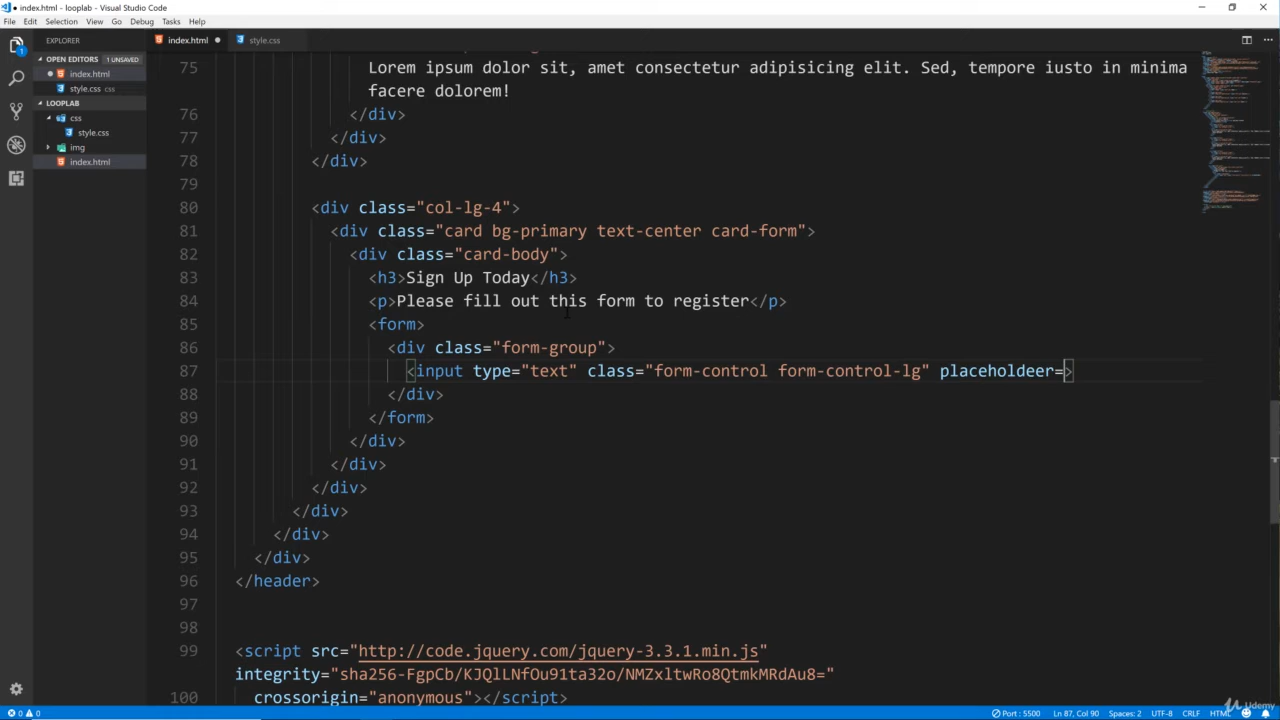 index.html - looplab - Visual Studio Code
File Edit Selection View Go Debug Tasks Help
EXPLORER
OPEN EDITORS 1 UNSAVED
index.html
style.css css
LOOPLAB
css
style.css
img
index.html
1
index.html
style.css
75 Lorem ipsum dolor sit, amet consectetur adipisicing elit. Sed, tempore iusto in minima
facere dolorem!
76 </div>
77 </div>
78 </div>
79
80 <div class="col-lg-4">
81 <div class="card bg-primary text-center card-form">
82 <div class="card-body">
83 <h3>Sign Up Today</h3>
84 <p>Please fill out this form to register</p>
85 <form>
86 <div class="form-group">
87 <input type="text" class="form-control form-control-lg" placeholdeer=>
88 </div>
89 </form>
90 </div>
91 </div>
92 </div>
93 </div>
94 </div>
95 </div>
96 </header>
97
98
99 <script src="http://code.jquery.com/jquery-3.3.1.min.js"
integrity="sha256-FgpCb/KJQlLNfOu91ta32o/NMZxltwRo8QtmkMRdAu8="
100 crossorigin="anonymous"></script>
0 0
Port : 5500 Ln 87, Col 90 Spaces: 2 UTF-8 CRLF HTML
Udemy